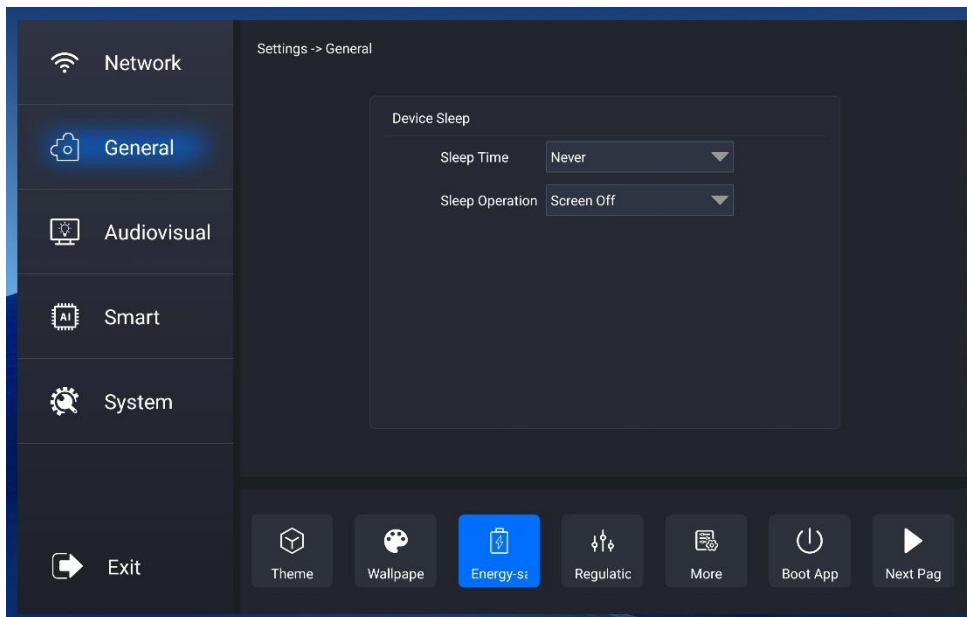 Network
General
Audiovisual
Smart
System
Exit
Settings -> General
Device Sleep
Sleep Time Never
Sleep Operation Screen Off
Theme
Wallpape
Energy-sa
Regulatic
More
Boot App
Next Pag
AI